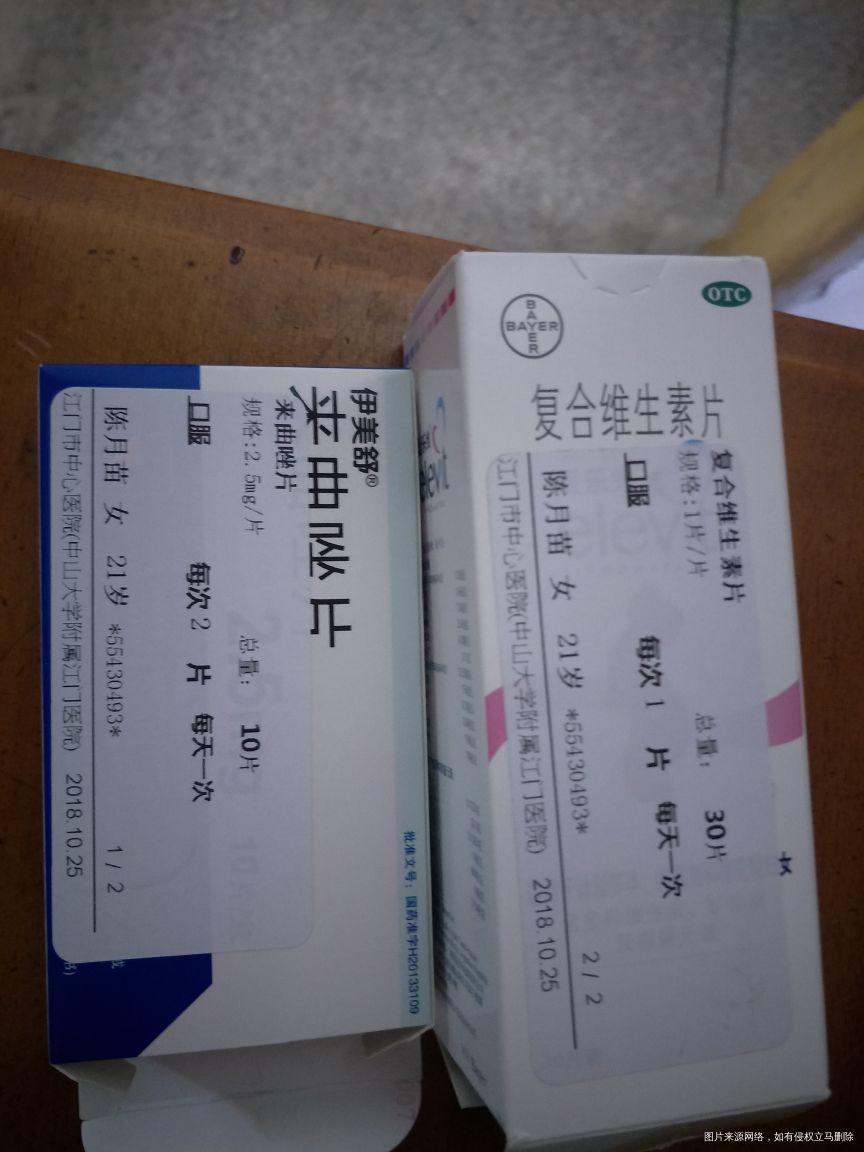 伊美舒®
来曲唑片
来曲唑片
规格:2.5mg/片 总量: 10片
口服 每次2 片 每天一次
陈月苗 女 21岁 *55430493* 1/2
江门市中心医院(中山大学附属江门医院) 2018.10.25
批准文号:国药准字H20133109
OTC
BAYER
BAYER
复合维生素片
elevit
复合维生素片
规格:1片/片 总量: 30片
口服 每次1 片 每天一次
陈月苗 女 21岁 *55430493* 2/2
江门市中心医院(中山大学附属江门医院) 2018.10.25
图片来源网络,如有侵权立马删除